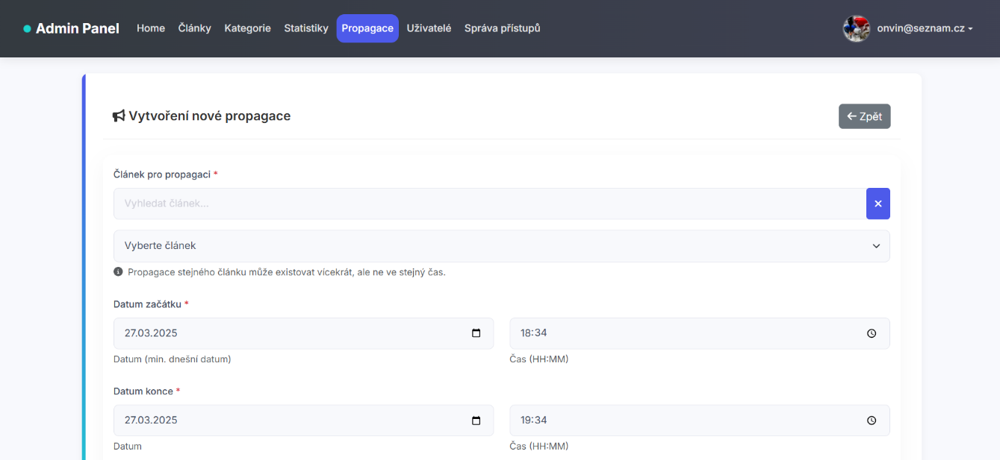 Admin Panel Home Články Kategorie Statistiky Propagace Uživatelé Správa přístupů onvin@seznam.cz
Vytvoření nové propagace
Zpět
Článek pro propagaci *
Vyhledat článek...
Vyberte článek
Propagace stejného článku může existovat vícekrát, ale ne ve stejný čas.
Datum začátku *
27.03.2025 18:34
Datum (min. dnešní datum) Čas (HH:MM)
Datum konce *
27.03.2025 19:34
Datum Čas (HH:MM)